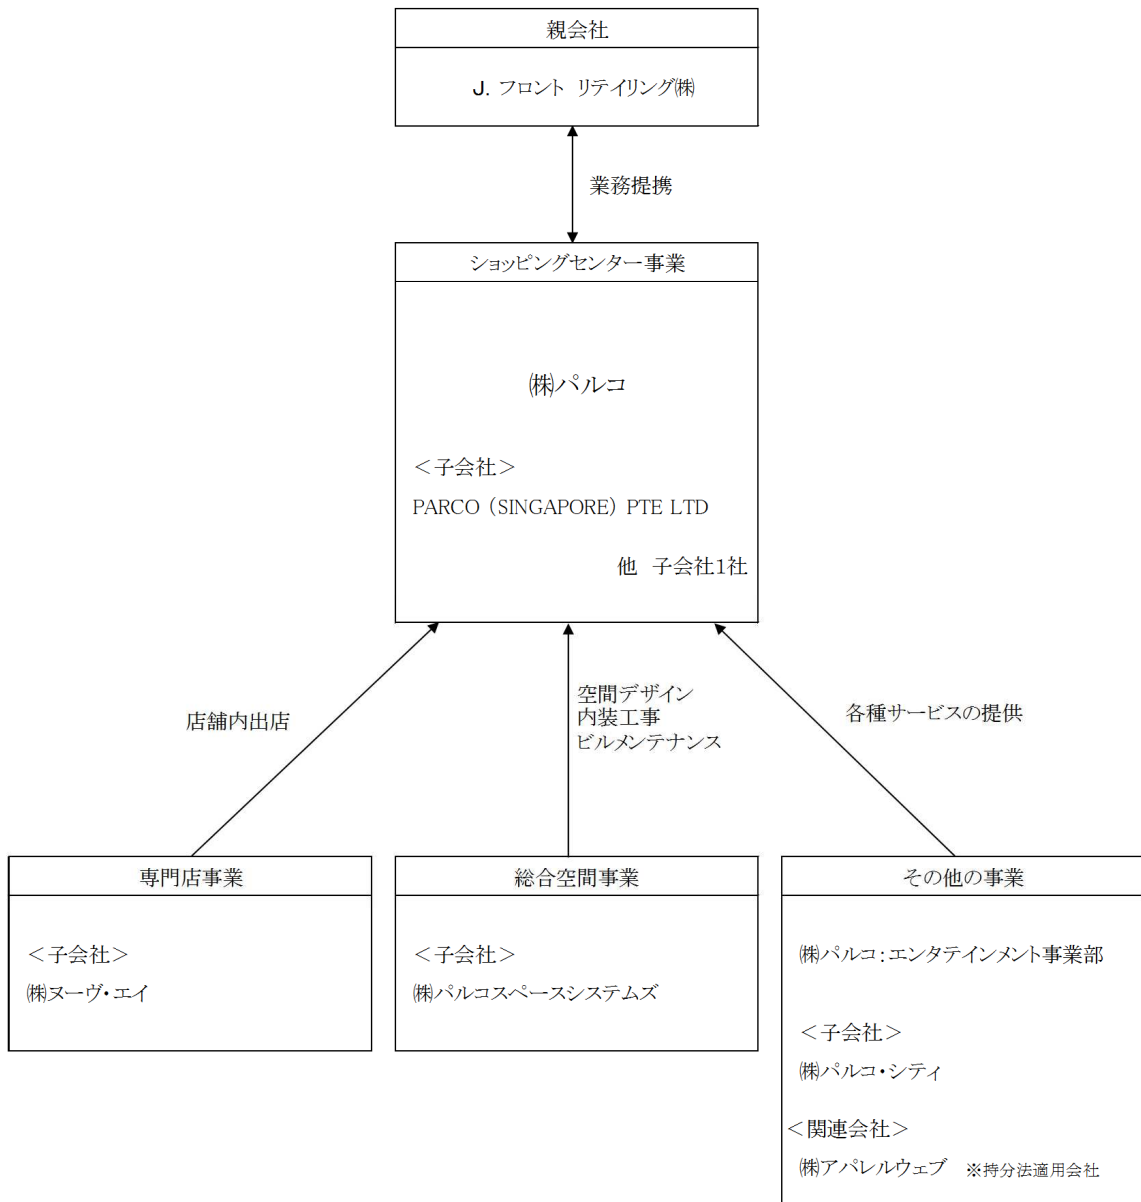 親会社
J. フロント リテイリング㈱
業務提携
ショッピングセンター事業
㈱パルコ
＜子会社＞
PARCO (SINGAPORE) PTE LTD
他 子会社1社
店舗内出店
空間デザイン
内装工事
ビルメンテナンス
各種サービスの提供
専門店事業
＜子会社＞
㈱ヌーヴ・エイ
総合空間事業
＜子会社＞
㈱パルコスペースシステムズ
その他の事業
㈱パルコ：エンタテインメント事業部
＜子会社＞
㈱パルコ・シティ
＜関連会社＞
㈱アパレルウェブ ※持分法適用会社